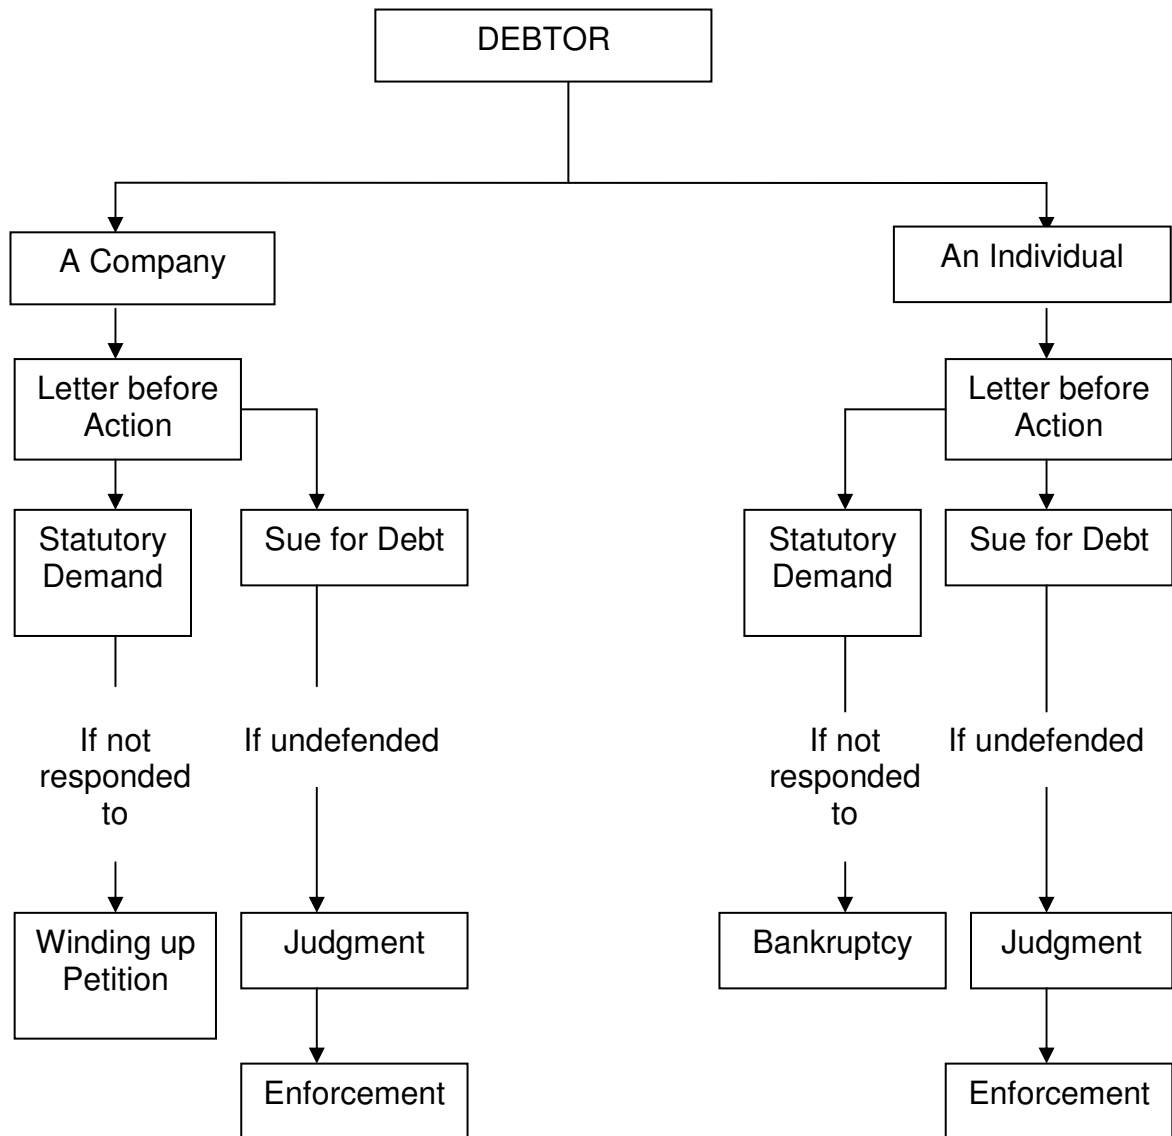 DEBTOR
A Company
An Individual
Letter before
Action
Letter before
Action
Statutory
Demand
Sue for Debt
Statutory
Demand
Sue for Debt
If not
responded
to
If undefended
If not
responded
to
If undefended
Winding up
Petition
Judgment
Bankruptcy
Judgment
Enforcement
Enforcement